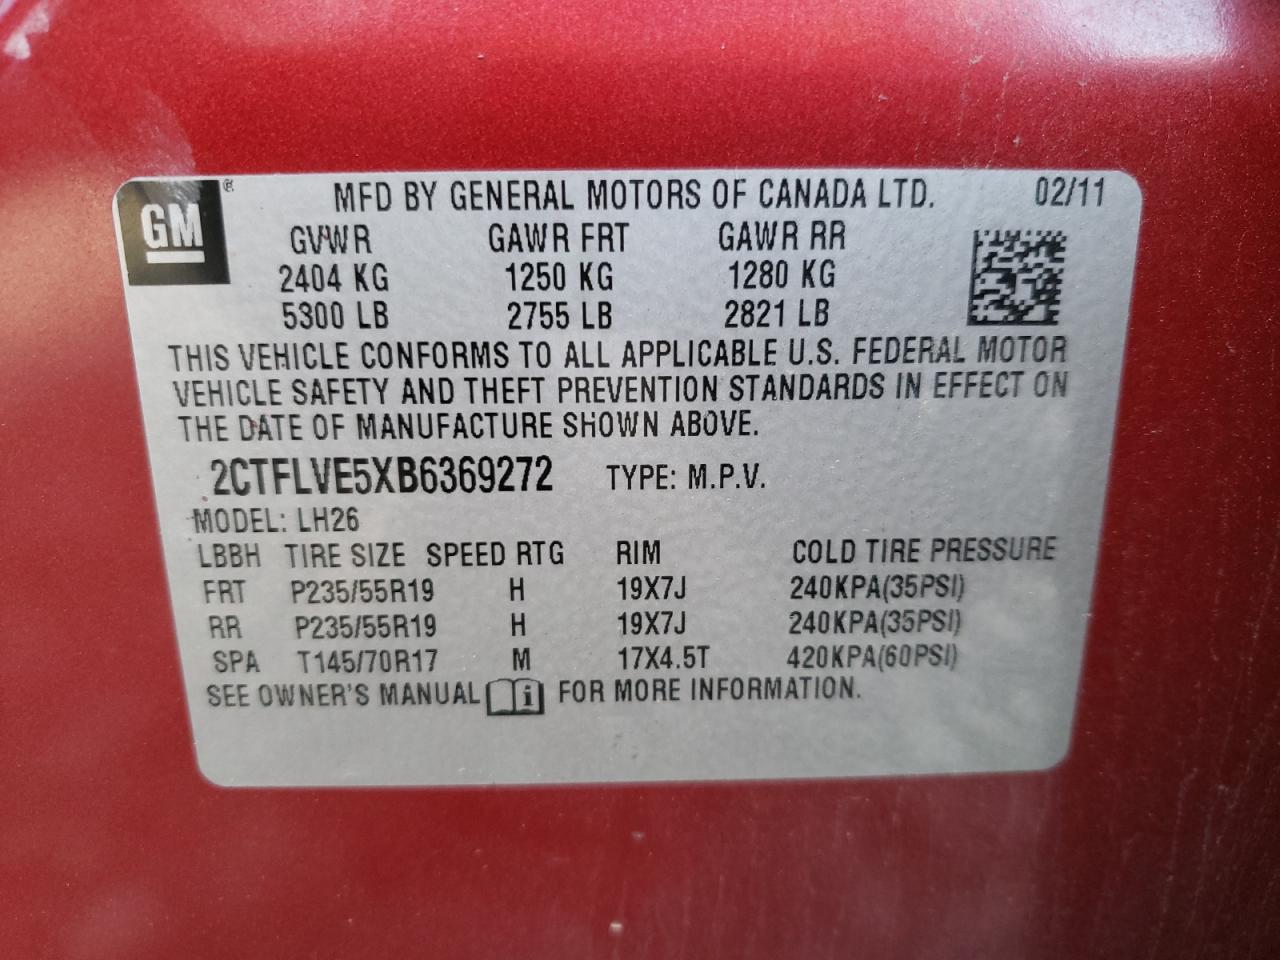 GM ® MFD BY GENERAL MOTORS OF CANADA LTD. 02/11
GVWR GAWR FRT GAWR RR
2404 KG 1250 KG 1280 KG
5300 LB 2755 LB 2821 LB
THIS VEHICLE CONFORMS TO ALL APPLICABLE U.S. FEDERAL MOTOR
VEHICLE SAFETY AND THEFT PREVENTION STANDARDS IN EFFECT ON
THE DATE OF MANUFACTURE SHOWN ABOVE.
2CTFLVE5XB6369272 TYPE: M.P.V.
MODEL: LH26
LBBH TIRE SIZE SPEED RTG RIM COLD TIRE PRESSURE
FRT P235/55R19 H 19X7J 240KPA(35PSI)
RR P235/55R19 H 19X7J 240KPA(35PSI)
SPA T145/70R17 M 17X4.5T 420KPA(60PSI)
SEE OWNER'S MANUAL i FOR MORE INFORMATION.